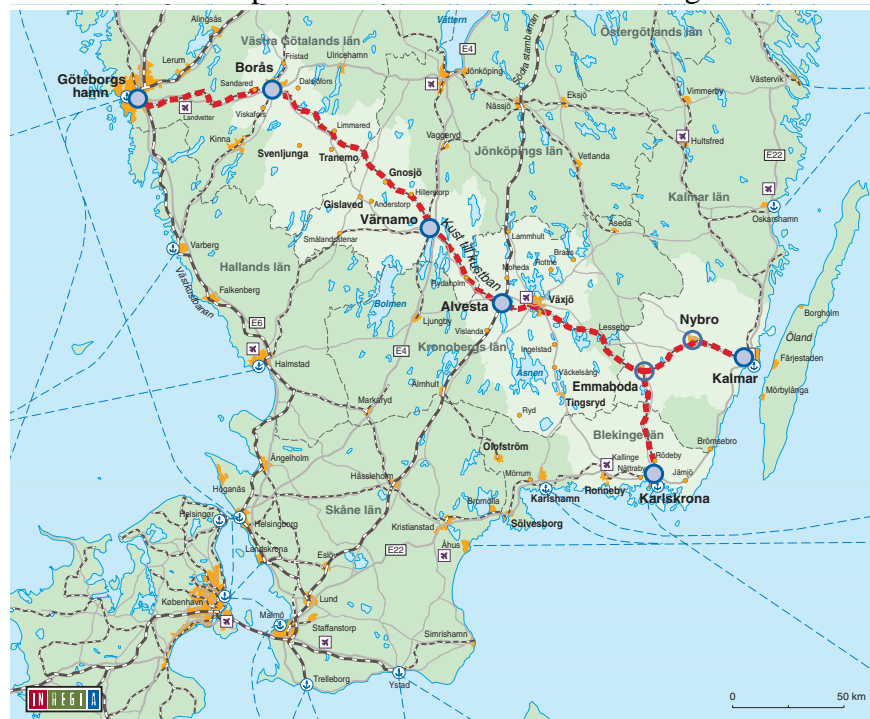 Alingsås
Vättern
Västra Götalands län
Östergötlands län
Lerum
Fristad
Ulricehamn
E4
Södra stambanan
Göteborgs
hamn
Borås
Sandared
Dalsjöfors
Jönköping
Västervik
Landvetter
Viskafors
Nässjö
Eksjö
Vimmerby
Limmared
Kinna
Vaggeryd
Hultsfred
Svenljunga
Tranemo
Jönköpings län
Vetlanda
E22
Gnosjö
Hillerstorp
Kalmar län
Gislaved
Anderstorp
Värnamo
Oskarshamn
Smålandsstenar
Kust till kustban
Lammhult
Åseda
Varberg
Braås
Rottne
Hallands län
Moheda
Rydaholm
Västkustbanan
Falkenberg
Bolmen
Alvesta
Växjö
Borgholm
E6
Ljungby
Vislanda
Lessebo
Nybro
Öland
Kronobergs län
Ingelstad
E4
Färjestaden
Halmstad
Åsnen
Väckelsång
Emmaboda
Kalmar
Älmhult
Tingsryd
Mörbylånga
Markaryd
Ryd
Blekinge län
Olofström
Brömsebro
Ängelholm
Kallinge
Rödeby
Nättraby
Jämjö
Höganäs
Hässleholm
Mörrum
Karlshamn
Ronneby
Karlskrona
Bromölla
Skåne län
Helsingør
Helsingborg
Kristianstad
Sölvesborg
Landskrona
E22
Åhus
Eslöv
København
Lund
Malmö
Staffanstorp
Simrishamn
Trelleborg
Ystad
INREGIA
0
50 km